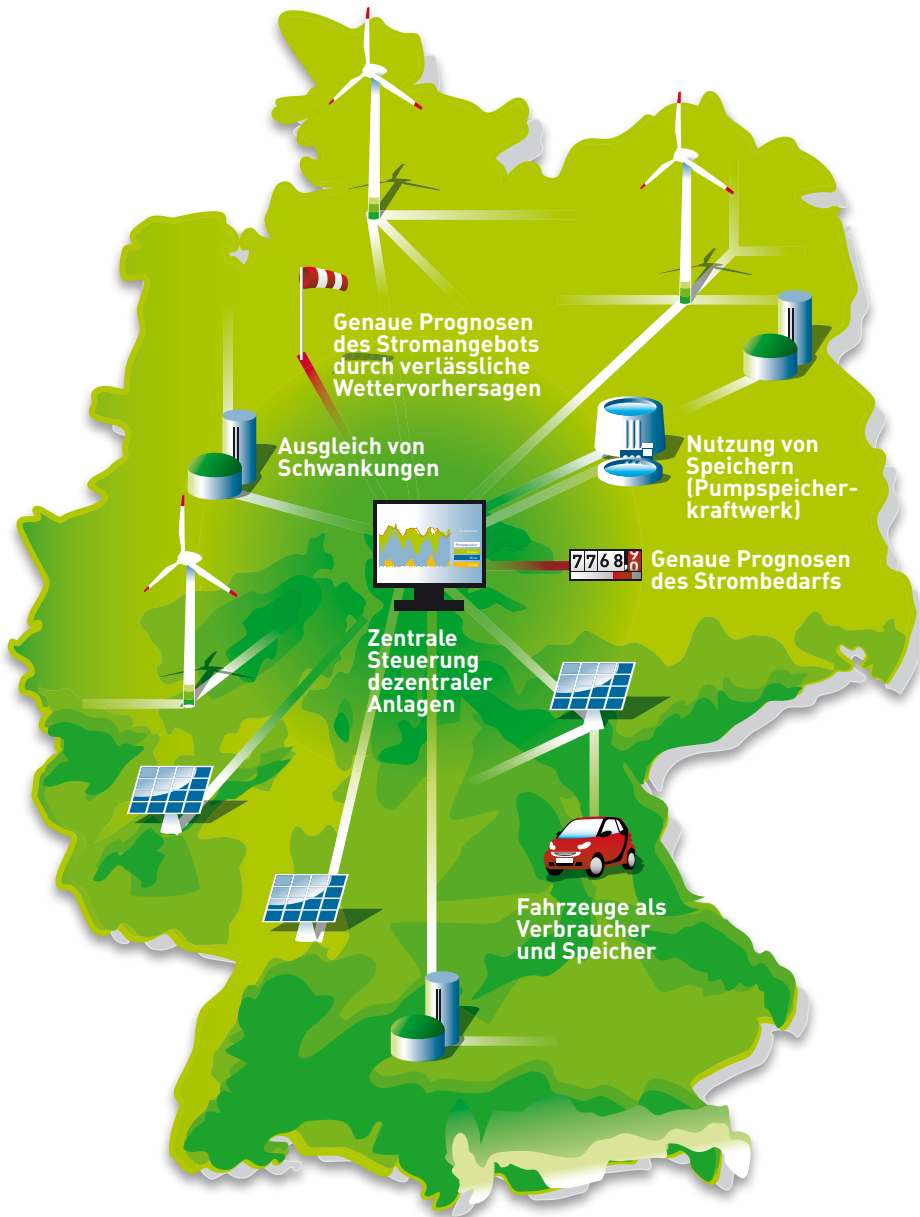 Genaue Prognosen
des Stromangebots
durch verlässliche
Wettervorhersagen
Ausgleich von
Schwankungen
Nutzung von
Speichern
(Pumpspeicher-
kraftwerk)
7768,
Genaue Prognosen
des Strombedarfs
Zentrale
Steuerung
dezentraler
Anlagen
Fahrzeuge als
Verbraucher
und Speicher